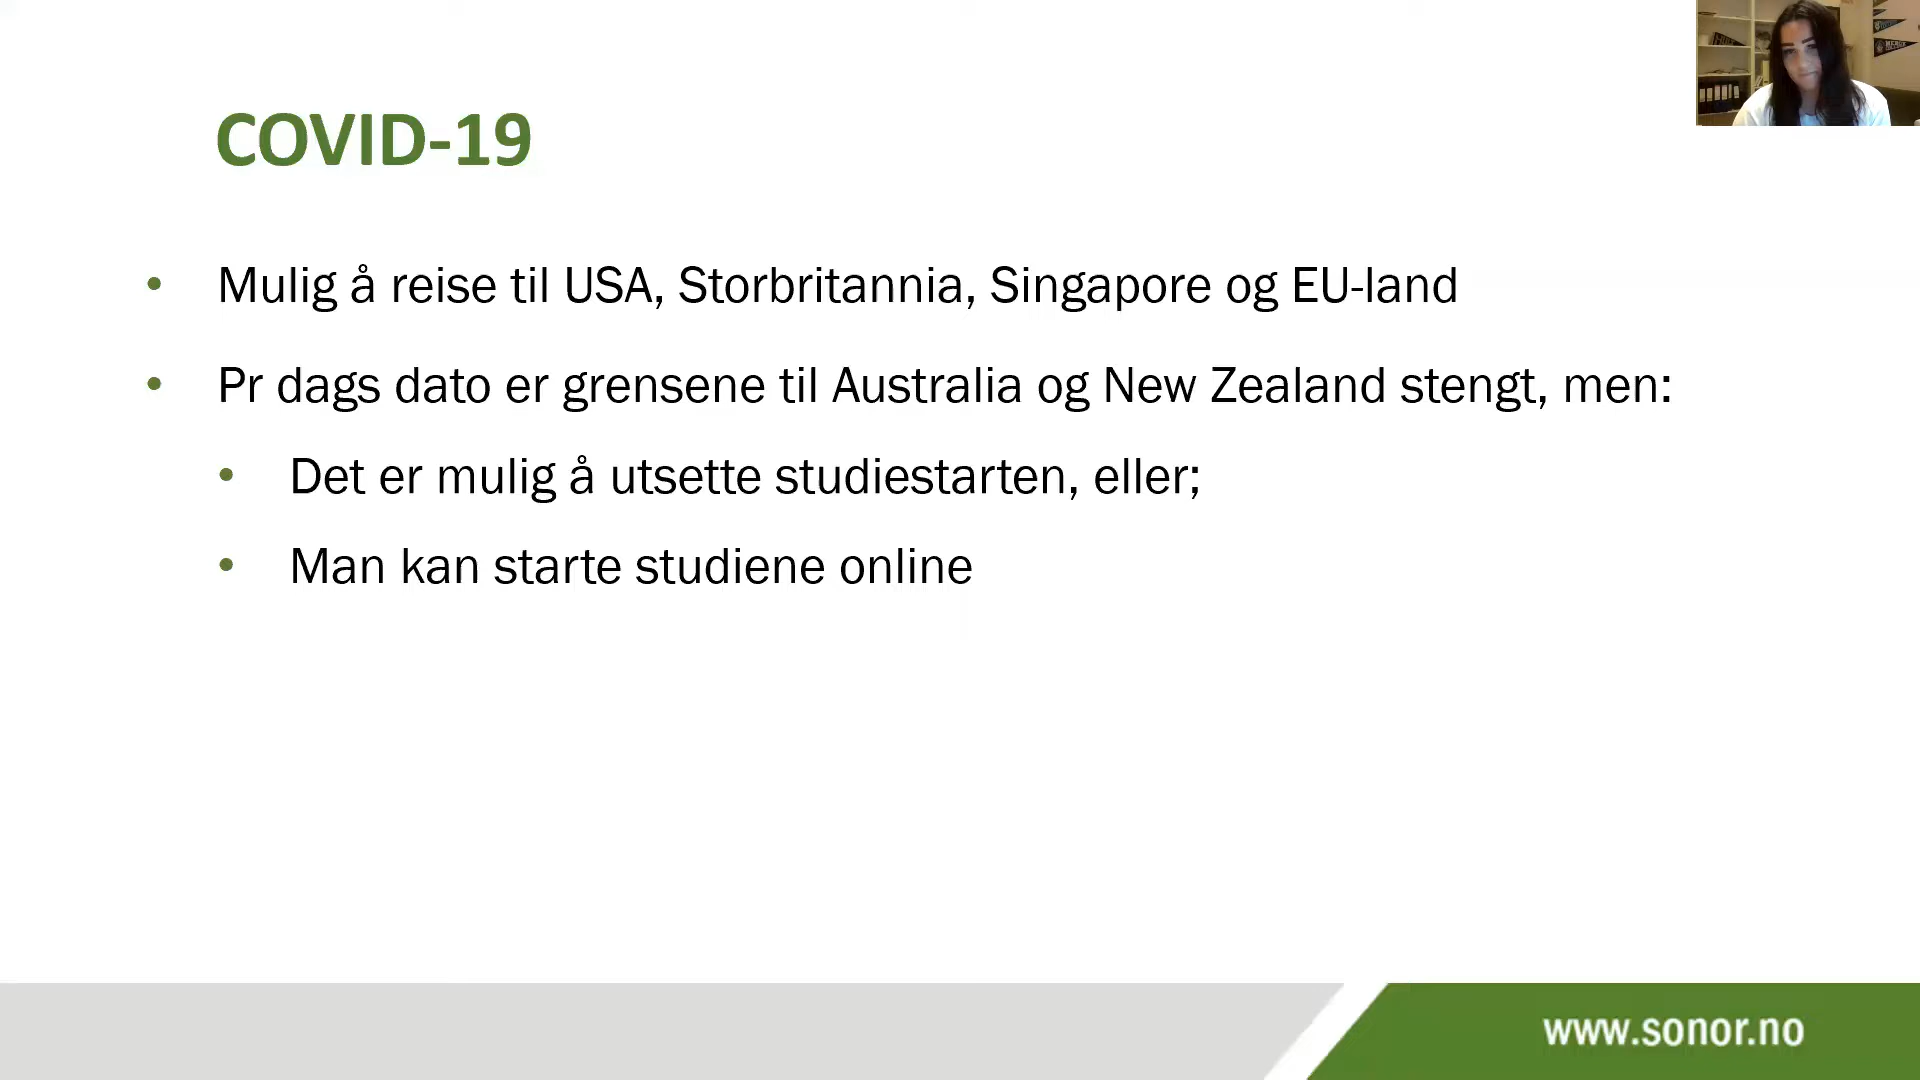 COVID-19
• Mulig å reise til USA, Storbritannia, Singapore og EU-land
• Pr dags dato er grensene til Australia og New Zealand stengt, men:
• Det er mulig å utsette studiestarten, eller;
• Man kan starte studiene online
www.sonor.no